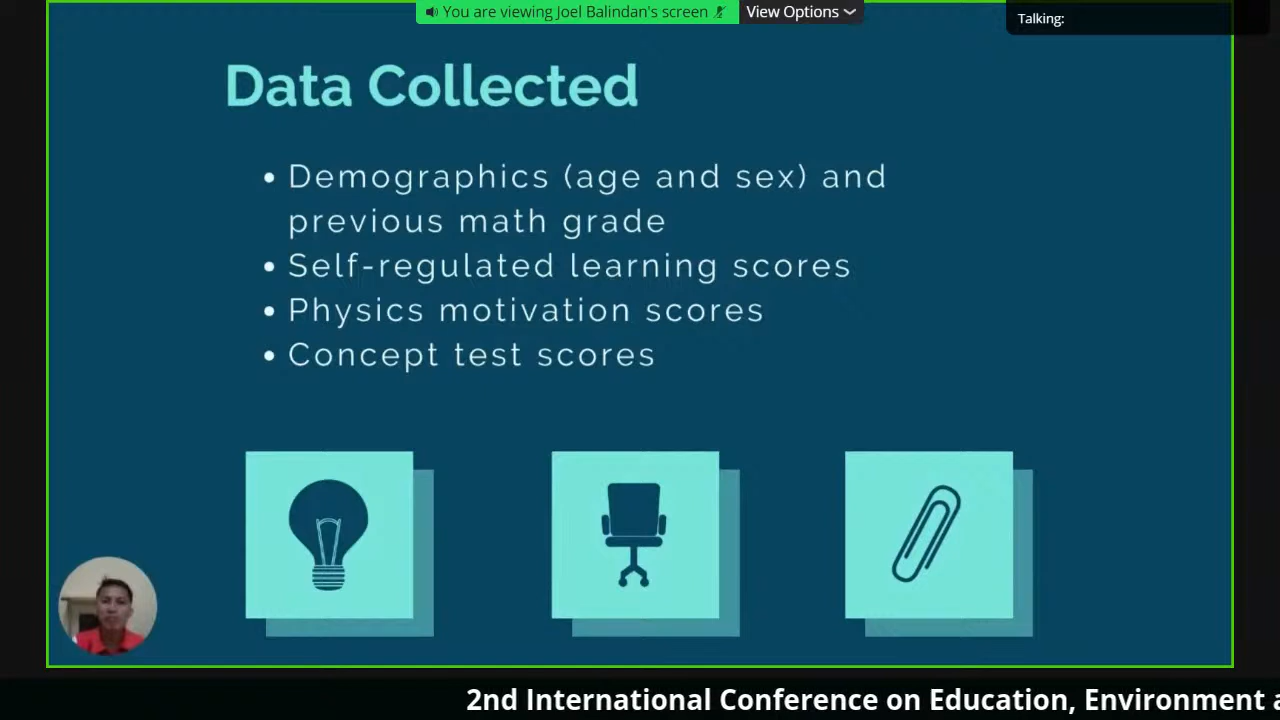 You are viewing Joel Balindan's screen
View Options
Talking:
Data Collected
• Demographics (age and sex) and
previous math grade
• Self-regulated learning scores
• Physics motivation scores
• Concept test scores
2nd International Conference on Education, Environment a